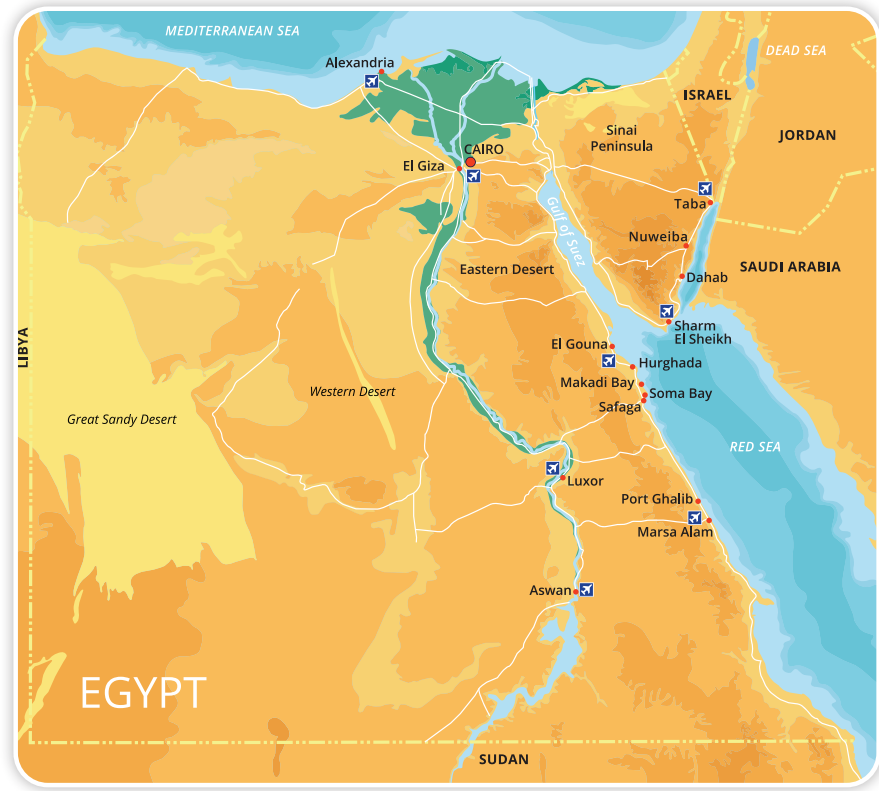 MEDITERRANEAN SEA
DEAD SEA
Alexandria
ISRAEL
Sinai
Peninsula
JORDAN
CAIRO
El Giza
Taba
Gulf of Suez
Nuweiba
Eastern Desert
SAUDI ARABIA
Dahab
Sharm
El Sheikh
LIBYA
El Gouna
Hurghada
Makadi Bay
Soma Bay
Safaga
Western Desert
Great Sandy Desert
RED SEA
Luxor
Port Ghalib
Marsa Alam
Aswan
EGYPT
SUDAN